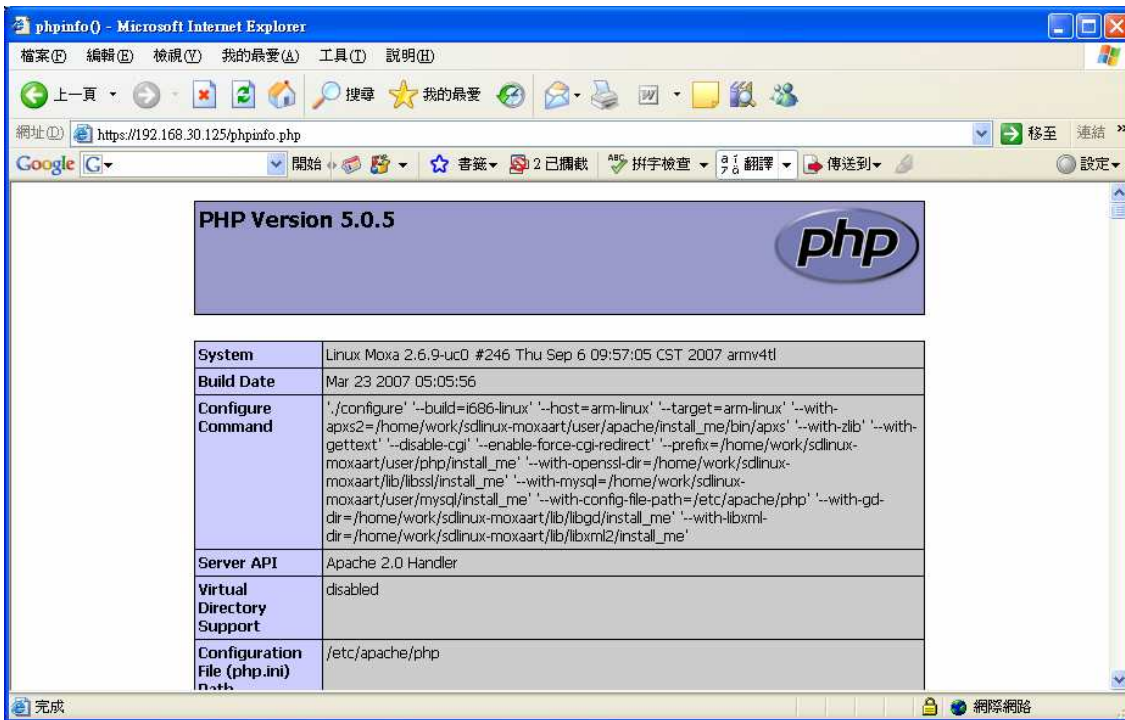 phpinfo() - Microsoft Internet Explorer
檔案(F) 編輯(E) 檢視(V) 我的最愛(A) 工具(T) 說明(H)
上一頁 搜尋 我的最愛
網址(D) https://192.168.30.125/phpinfo.php 移至 連結 »
Google G 開始 書籤 2 已攔截 ABC 拼字檢查 翻譯 傳送到 設定
PHP Version 5.0.5
php
System Linux Moxa 2.6.9-uc0 #246 Thu Sep 6 09:57:05 CST 2007 armv4tl
Build Date Mar 23 2007 05:05:56
Configure Command
'./configure' '--build=i686-linux' '--host=arm-linux' '--target=arm-linux' '--with-
apxs2=/home/work/sdlinux-moxaart/user/apache/install_me/bin/apxs' '--with-zlib' '--with-
gettext' '--disable-cgi' '--enable-force-cgi-redirect' '--prefix=/home/work/sdlinux-
moxaart/user/php/install_me' '--with-openssl-dir=/home/work/sdlinux-
moxaart/lib/libssl/install_me' '--with-mysql=/home/work/sdlinux-
moxaart/user/mysql/install_me' '--with-config-file-path=/etc/apache/php' '--with-gd-
dir=/home/work/sdlinux-moxaart/lib/libgd/install_me' '--with-libxml-
dir=/home/work/sdlinux-moxaart/lib/libxml2/install_me'
Server API Apache 2.0 Handler
Virtual
Directory
Support
disabled
Configuration
File (php.ini)
Path
/etc/apache/php
完成 網際網路